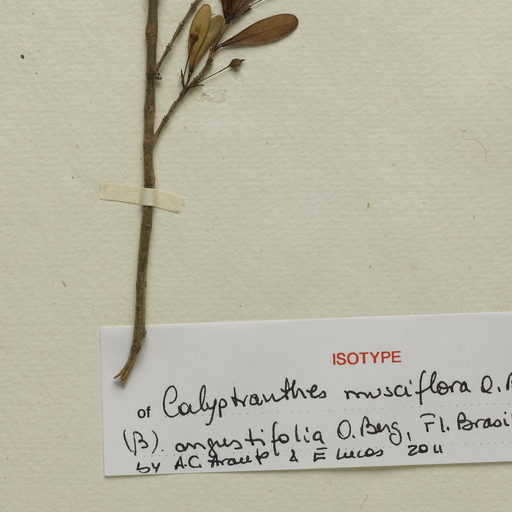 ISOTYPE
of Calyptranthes musciflora O. B
(B). angustifolia O. Berg, Fl. Brasi
by A.C. Araujo & E Lucas 2011